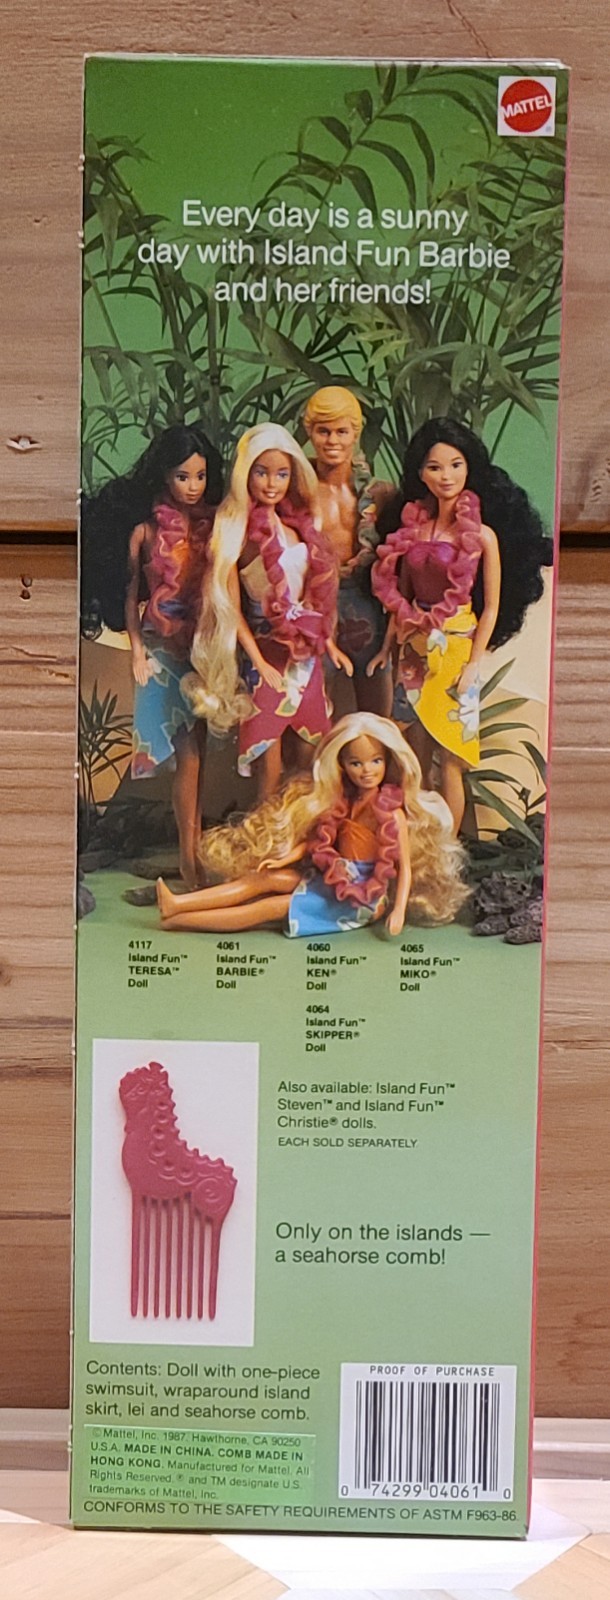 MATTEL
Every day is a sunny
day with Island Fun Barbie
and her friends!
4117
Island Fun™
TERESA™
Doll
4061
Island Fun™
BARBIE®
Doll
4060
Island Fun™
KEN®
Doll
4065
Island Fun™
MIKO®
Doll
4064
Island Fun™
SKIPPER®
Doll
Also available: Island Fun™
Steven™ and Island Fun™
Christie® dolls.
EACH SOLD SEPARATELY.
Only on the islands —
a seahorse comb!
Contents: Doll with one-piece
swimsuit, wraparound island
skirt, lei and seahorse comb.
© Mattel, Inc. 1987. Hawthorne, CA 90250
U.S.A. MADE IN CHINA. COMB MADE IN
HONG KONG. Manufactured for Mattel. All
Rights Reserved. ® and TM designate U.S.
trademarks of Mattel, Inc.
CONFORMS TO THE SAFETY REQUIREMENTS OF ASTM F963-86.
PROOF OF PURCHASE
0 74299 04061 0